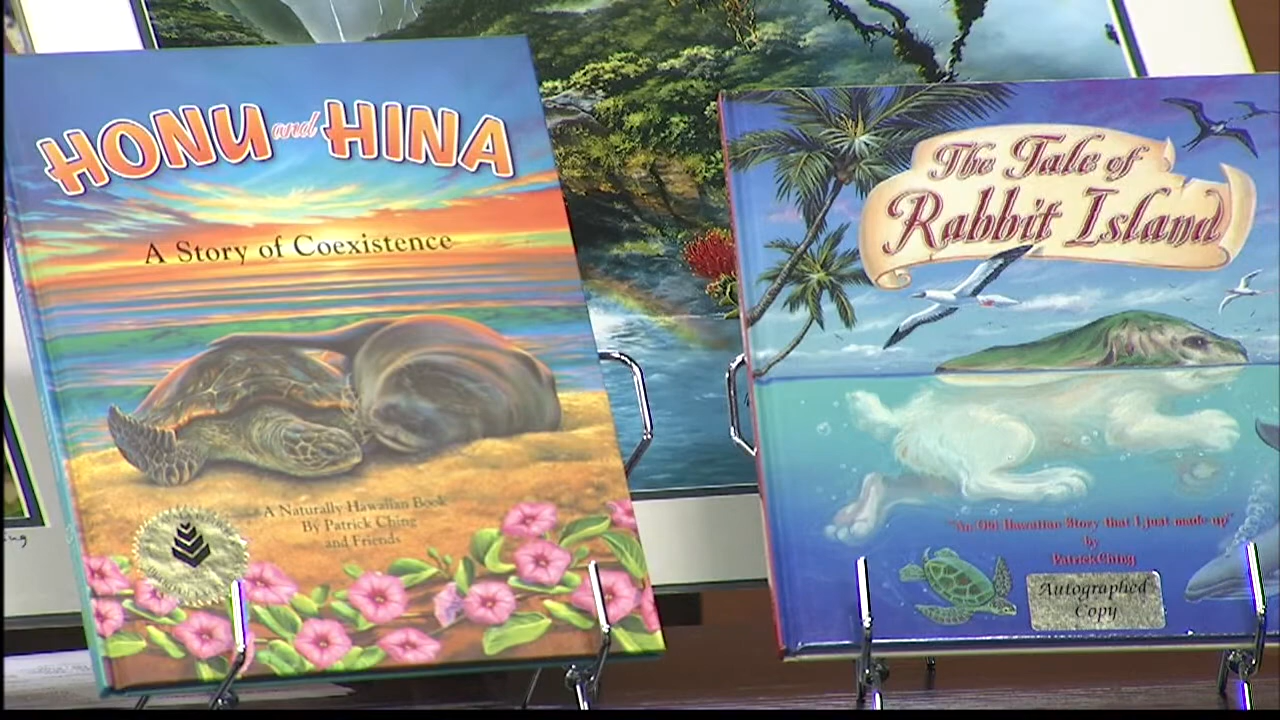 HONU and HINA
A Story of Coexistence
A Naturally Hawaiian Book
By Patrick Ching
and Friends
The Tale of
Rabbit Island
"An Old Hawaiian Story that I just made up"
by
Patrick Ching
Autographed
Copy